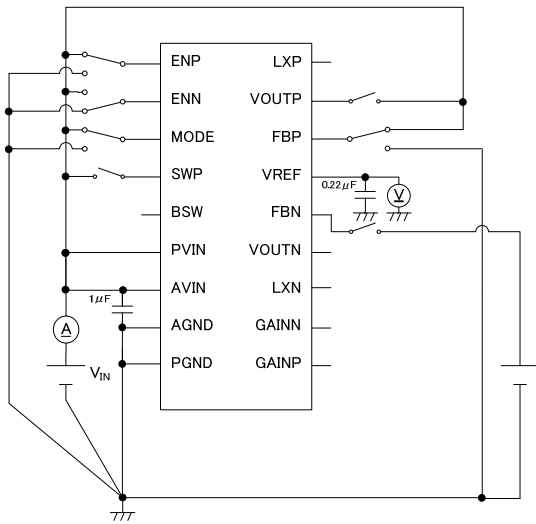 ENP
LXP
ENN
VOUTP
MODE
FBP
SWP
VREF
0.22μF
V
BSW
FBN
PVIN
VOUTN
AVIN
LXN
1μF
AGND
GAINN
A
PGND
GAINP
VIN